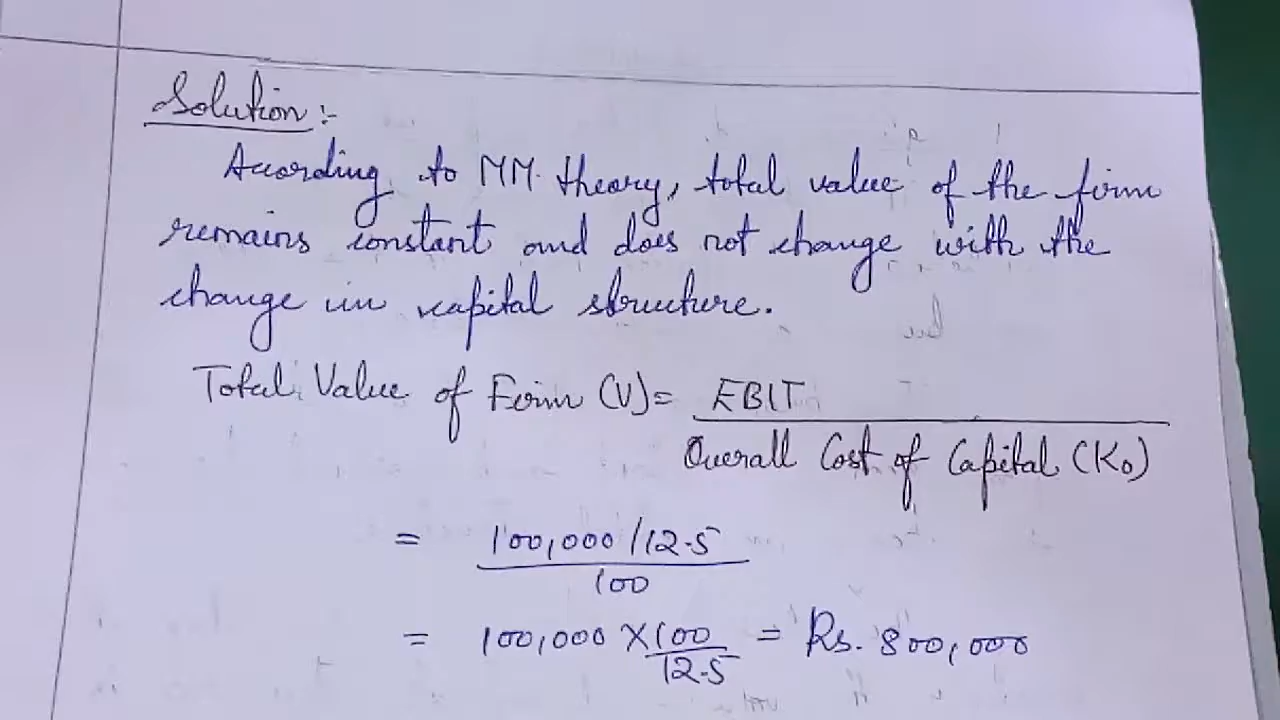 Solution :-
According to MM. theory, total value of the firm
remains constant and does not change with the
change in capital structure.
Total Value of Firm (V) = EBIT
Overall Cost of Capital (K₀)
= 100,000 / 12.5
100
= 100,000 × 100 = Rs. 800,000
12.5